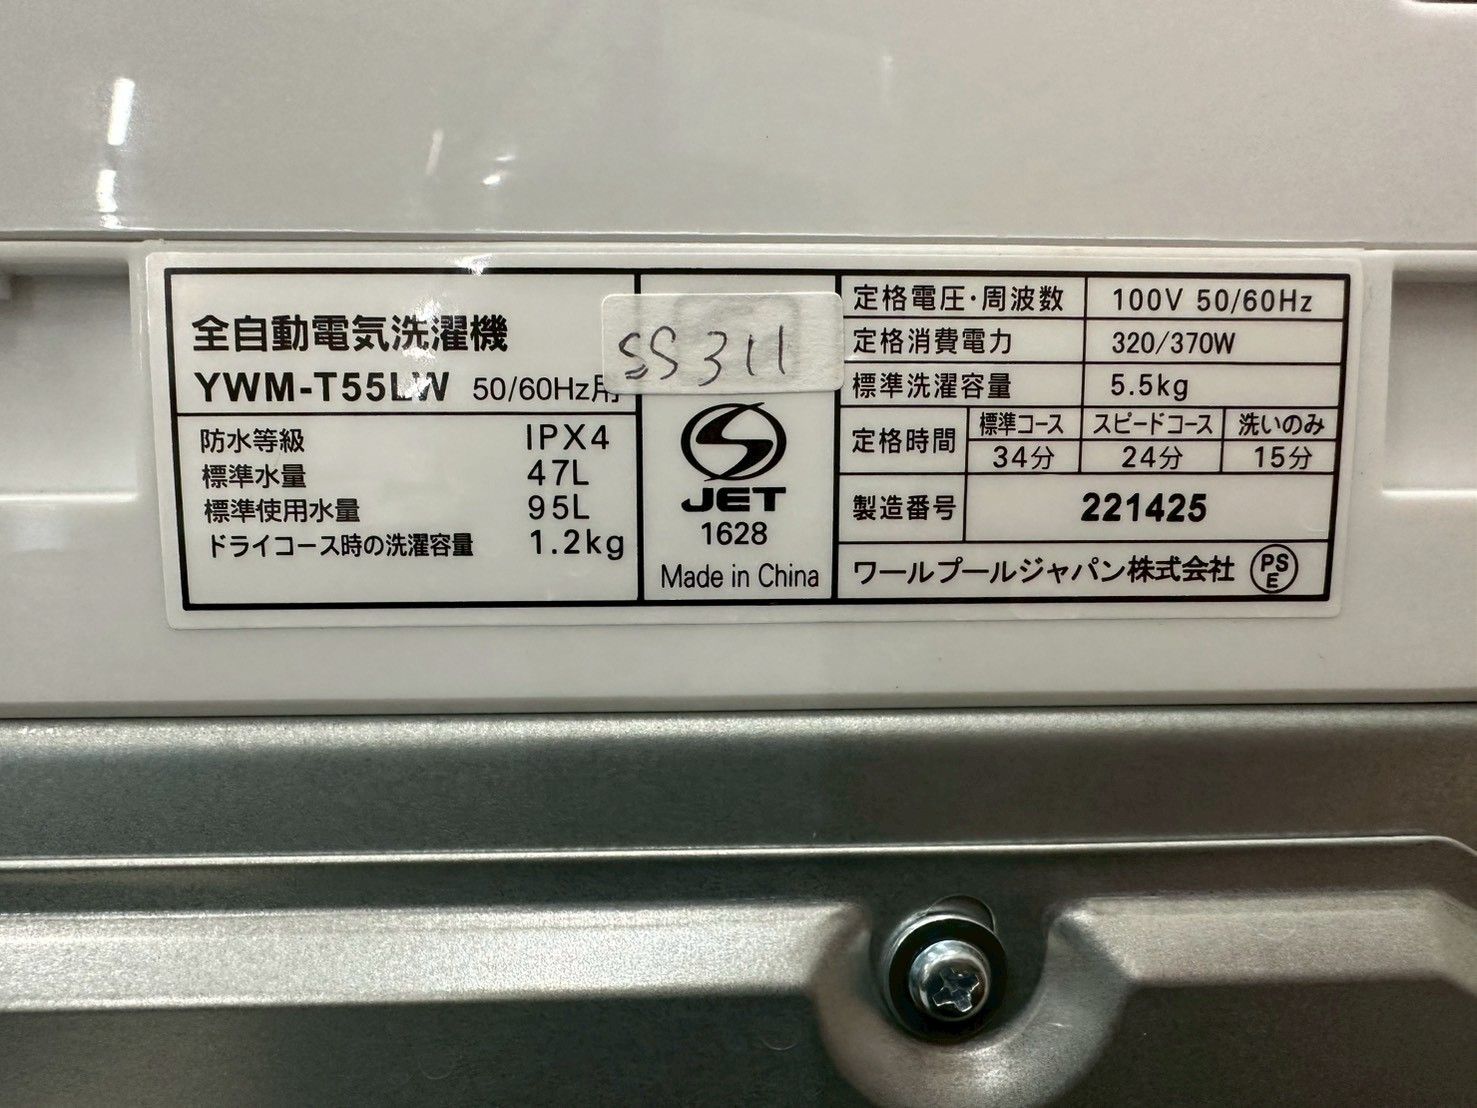 全自動電気洗濯機
YWM-T55LW 50/60Hz用
防水等級 IPX4
標準水量 47L
標準使用水量 95L
ドライコース時の洗濯容量 1.2kg
SS311
JET
1628
Made in China
定格電圧・周波数 100V 50/60Hz
定格消費電力 320/370W
標準洗濯容量 5.5kg
定格時間 標準コース スピードコース 洗いのみ
34分 24分 15分
製造番号 221425
ワールプールジャパン株式会社 PSE